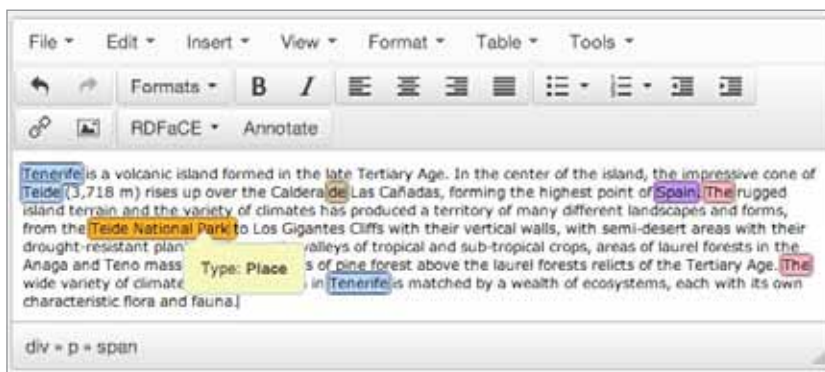 File Edit Insert View Format Table Tools
Formats B I
RDFaCE Annotate
Tenerife is a volcanic island formed in the late Tertiary Age. In the center of the island, the impressive cone of
Teide (3,718 m) rises up over the Caldera de Las Cañadas, forming the highest point of Spain. The rugged
island terrain and the variety of climates has produced a territory of many different landscapes and forms,
from the Teide National Park to Los Gigantes Cliffs with their vertical walls, with semi-desert areas with their
drought-resistant valleys of tropical and sub-tropical crops, areas of laurel forests in the
Anaga and Teno of pine forest above the laurel forests relicts of the Tertiary Age. The
Type: Place
wide variety of in Tenerife is matched by a wealth of ecosystems, each with its own
characteristic flora and fauna.
div » p » span